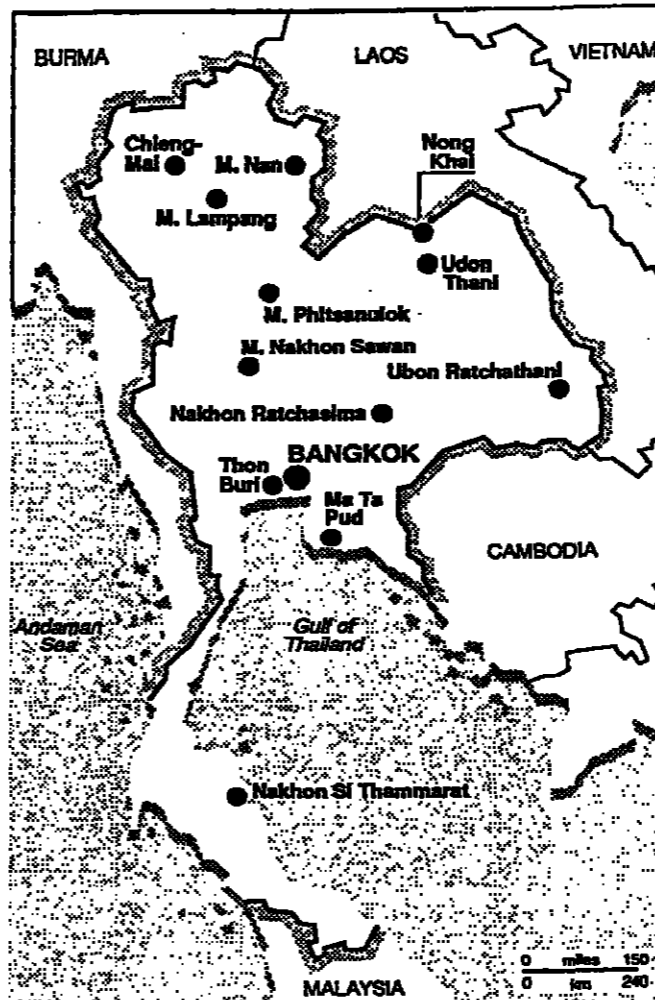 BURMA
LAOS
VIETNAM
Chieng-
Mai
M. Nan
Nong
Khai
M. Lampang
Udon
Thani
M. Phitsanulok
M. Nakhon Sawan
Ubon Ratchathani
Nakhon Ratchasima
BANGKOK
Thon
Buri
Ma Ta
Pud
CAMBODIA
Andaman
Sea
Gulf of
Thailand
Nakhon Si Thammarat
0 miles 150
0 km 240
MALAYSIA